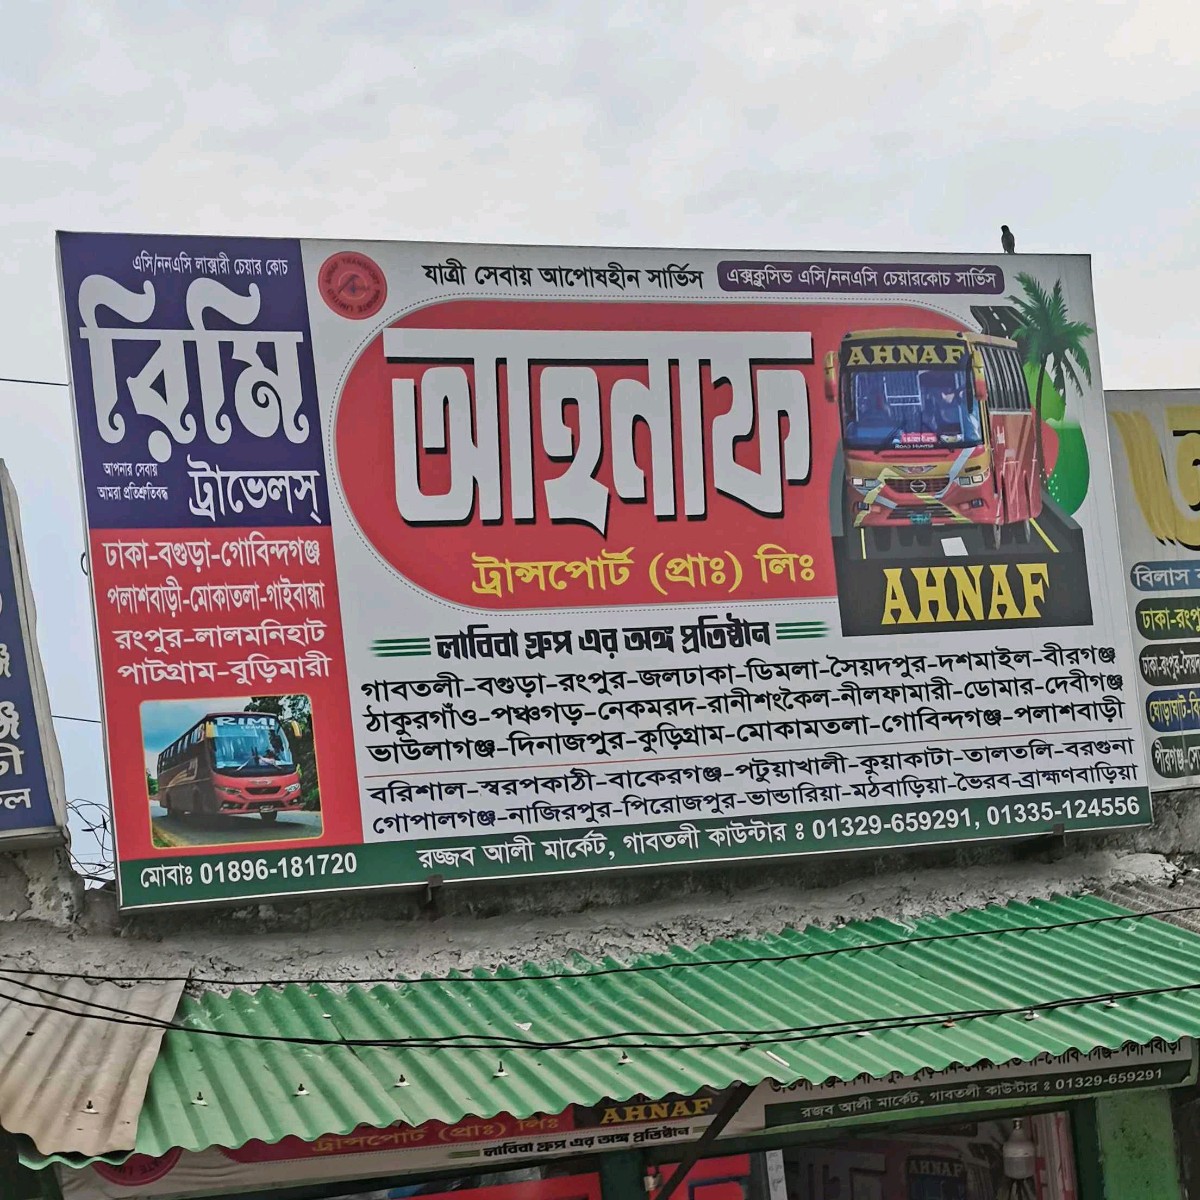 এসি/ননএসি লাক্সারী চেয়ার কোচ
রিমি
আপনার সেবায়
আমরা প্রতিশ্রুতিবদ্ধ
ট্রাভেলস্
ঢাকা-বগুড়া-গোবিন্দগঞ্জ
পলাশবাড়ী-মোকাতলা-গাইবান্ধা
রংপুর-লালমনিহাট
পাটগ্রাম-বুড়িমারী
RIMI
মোবাঃ 01896-181720
যাত্রী সেবায় আপোষহীন সার্ভিস
এক্সক্লুসিভ এসি/ননএসি চেয়ারকোচ সার্ভিস
আহনাফ
ট্রান্সপোর্ট (প্রাঃ) লিঃ
AHNAF
AHNAF
লাবিবা গ্রুপ এর অঙ্গ প্রতিষ্ঠান
গাবতলী-বগুড়া-রংপুর-জলঢাকা-ডিমলা-সৈয়দপুর-দশমাইল-বীরগঞ্জ
ঠাকুরগাঁও-পঞ্চগড়-নেকমরদ-রানীশংকৈল-নীলফামারী-ডোমার-দেবীগঞ্জ
ভাউলাগঞ্জ-দিনাজপুর-কুড়িগ্রাম-মোকামতলা-গোবিন্দগঞ্জ-পলাশবাড়ী
বরিশাল-স্বরূপকাঠী-বাকেরগঞ্জ-পটুয়াখালী-কুয়াকাটা-তালতলি-বরগুনা
গোপালগঞ্জ-নাজিরপুর-পিরোজপুর-ভান্ডারিয়া-মঠবাড়িয়া-ভৈরব-ব্রাহ্মণবাড়িয়া
রজ্জব আলী মার্কেট, গাবতলী কাউন্টার ঃ 01329-659291, 01335-124556
বিলাস
ঢাকা-রংপু
রজব আলী মার্কেট, গাবতলী কাউন্টার ঃ 01329-659291
AHNAF
ট্রান্সপোর্ট (প্রাঃ) লিঃ
লাবিবা গ্রুপ এর অঙ্গ প্রতিষ্ঠান
AHNAF